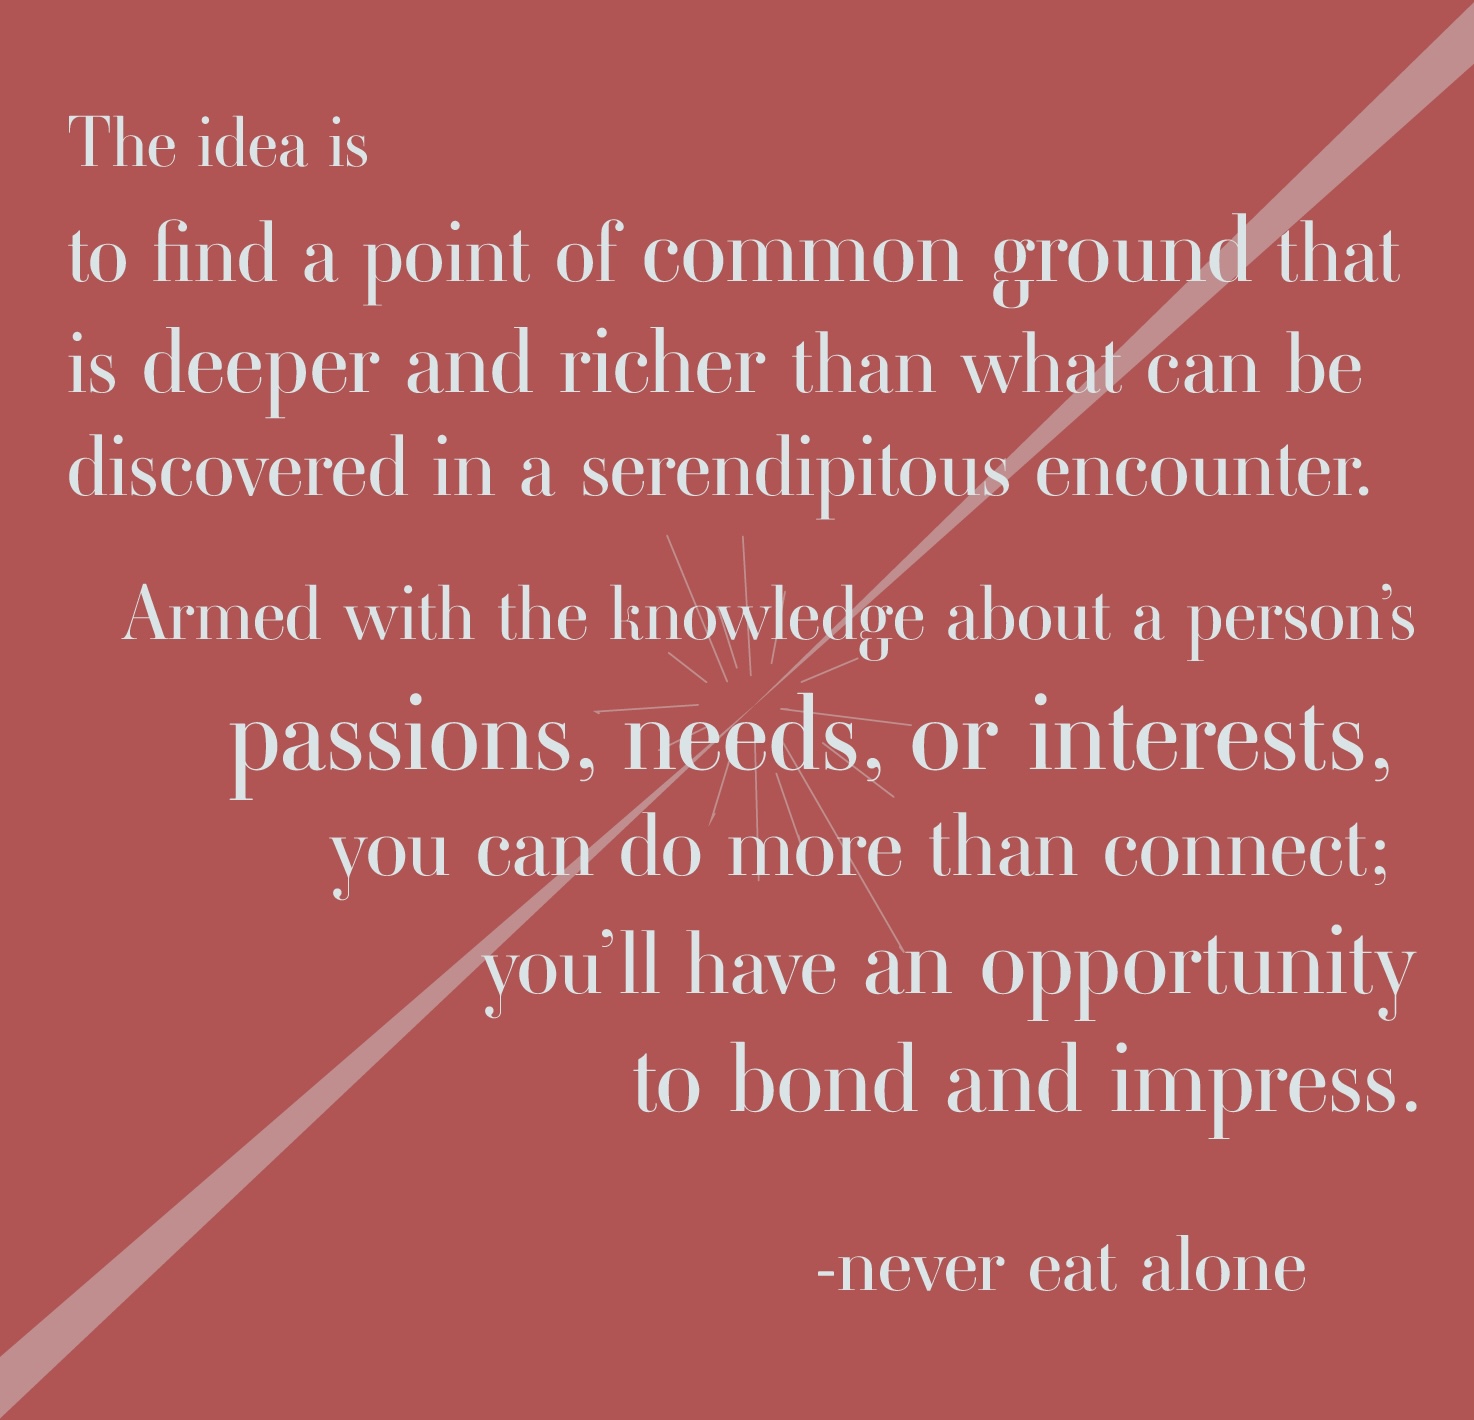 The idea is
to find a point of common ground that
is deeper and richer than what can be
discovered in a serendipitous encounter.
Armed with the knowledge about a person’s
passions, needs, or interests,
you can do more than connect;
you’ll have an opportunity
to bond and impress.
-never eat alone